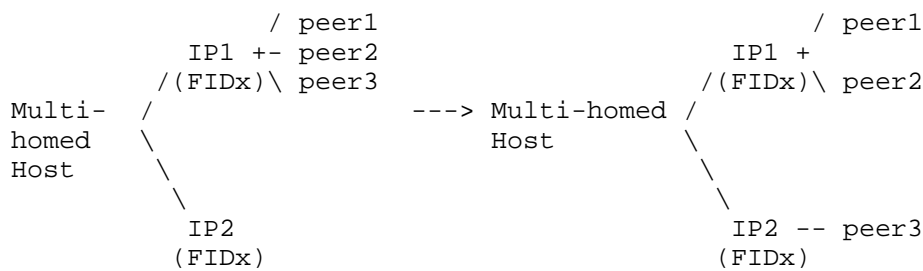 / peer1                           / peer1
           IP1 +- peer2                      IP1 +
          /(FIDx)\ peer3                    /(FIDx)\ peer2
Multi-   /                ---> Multi-homed /
homed    \                     Host        \
Host      \                                 \
           \                                 \
           IP2                               IP2 -- peer3
          (FIDx)                            (FIDx)